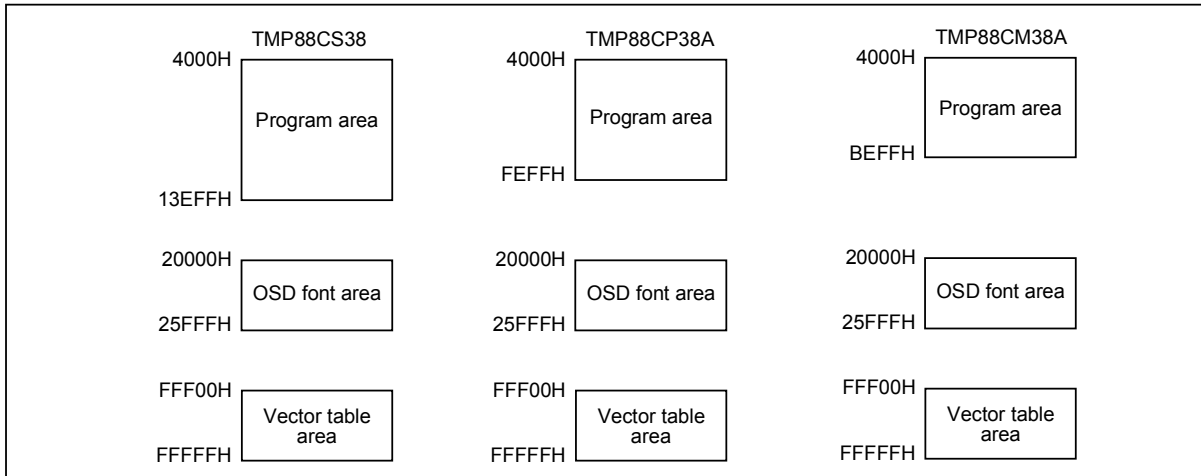 TMP88CS38
4000H
Program area
13EFFH
20000H
OSD font area
25FFFH
FFF00H
Vector table
area
FFFFFH
TMP88CP38A
4000H
Program area
FEFFH
20000H
OSD font area
25FFFH
FFF00H
Vector table
area
FFFFFH
TMP88CM38A
4000H
Program area
BEFFH
20000H
OSD font area
25FFFH
FFF00H
Vector table
area
FFFFFH